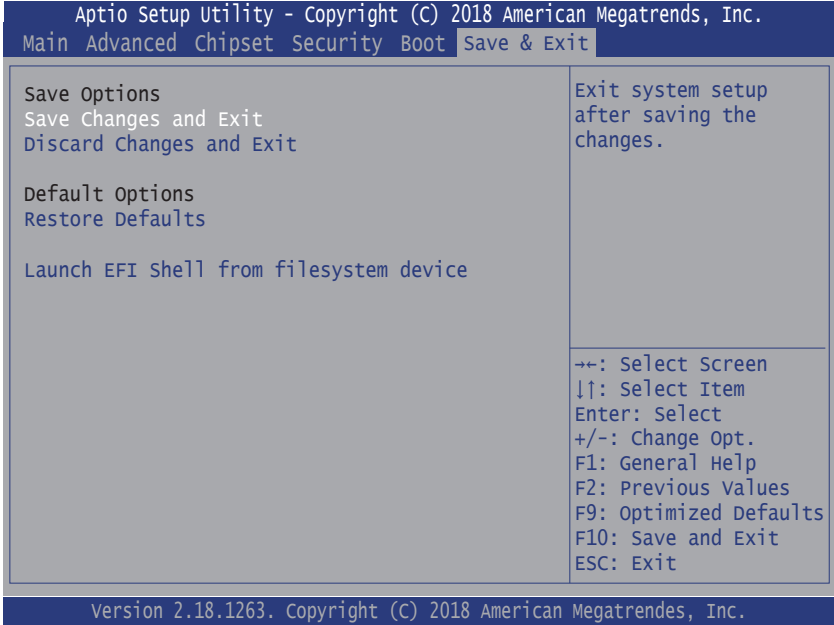 Aptio Setup Utility - Copyright (C) 2018 American Megatrends, Inc.
Main Advanced Chipset Security Boot Save & Exit
Save Options
Save Changes and Exit
Discard Changes and Exit
Default Options
Restore Defaults
Launch EFI Shell from filesystem device
Exit system setup
after saving the
changes.
→←: Select Screen
↓↑: Select Item
Enter: Select
+/-: Change Opt.
F1: General Help
F2: Previous Values
F9: Optimized Defaults
F10: Save and Exit
ESC: Exit
Version 2.18.1263. Copyright (C) 2018 American Megatrendes, Inc.